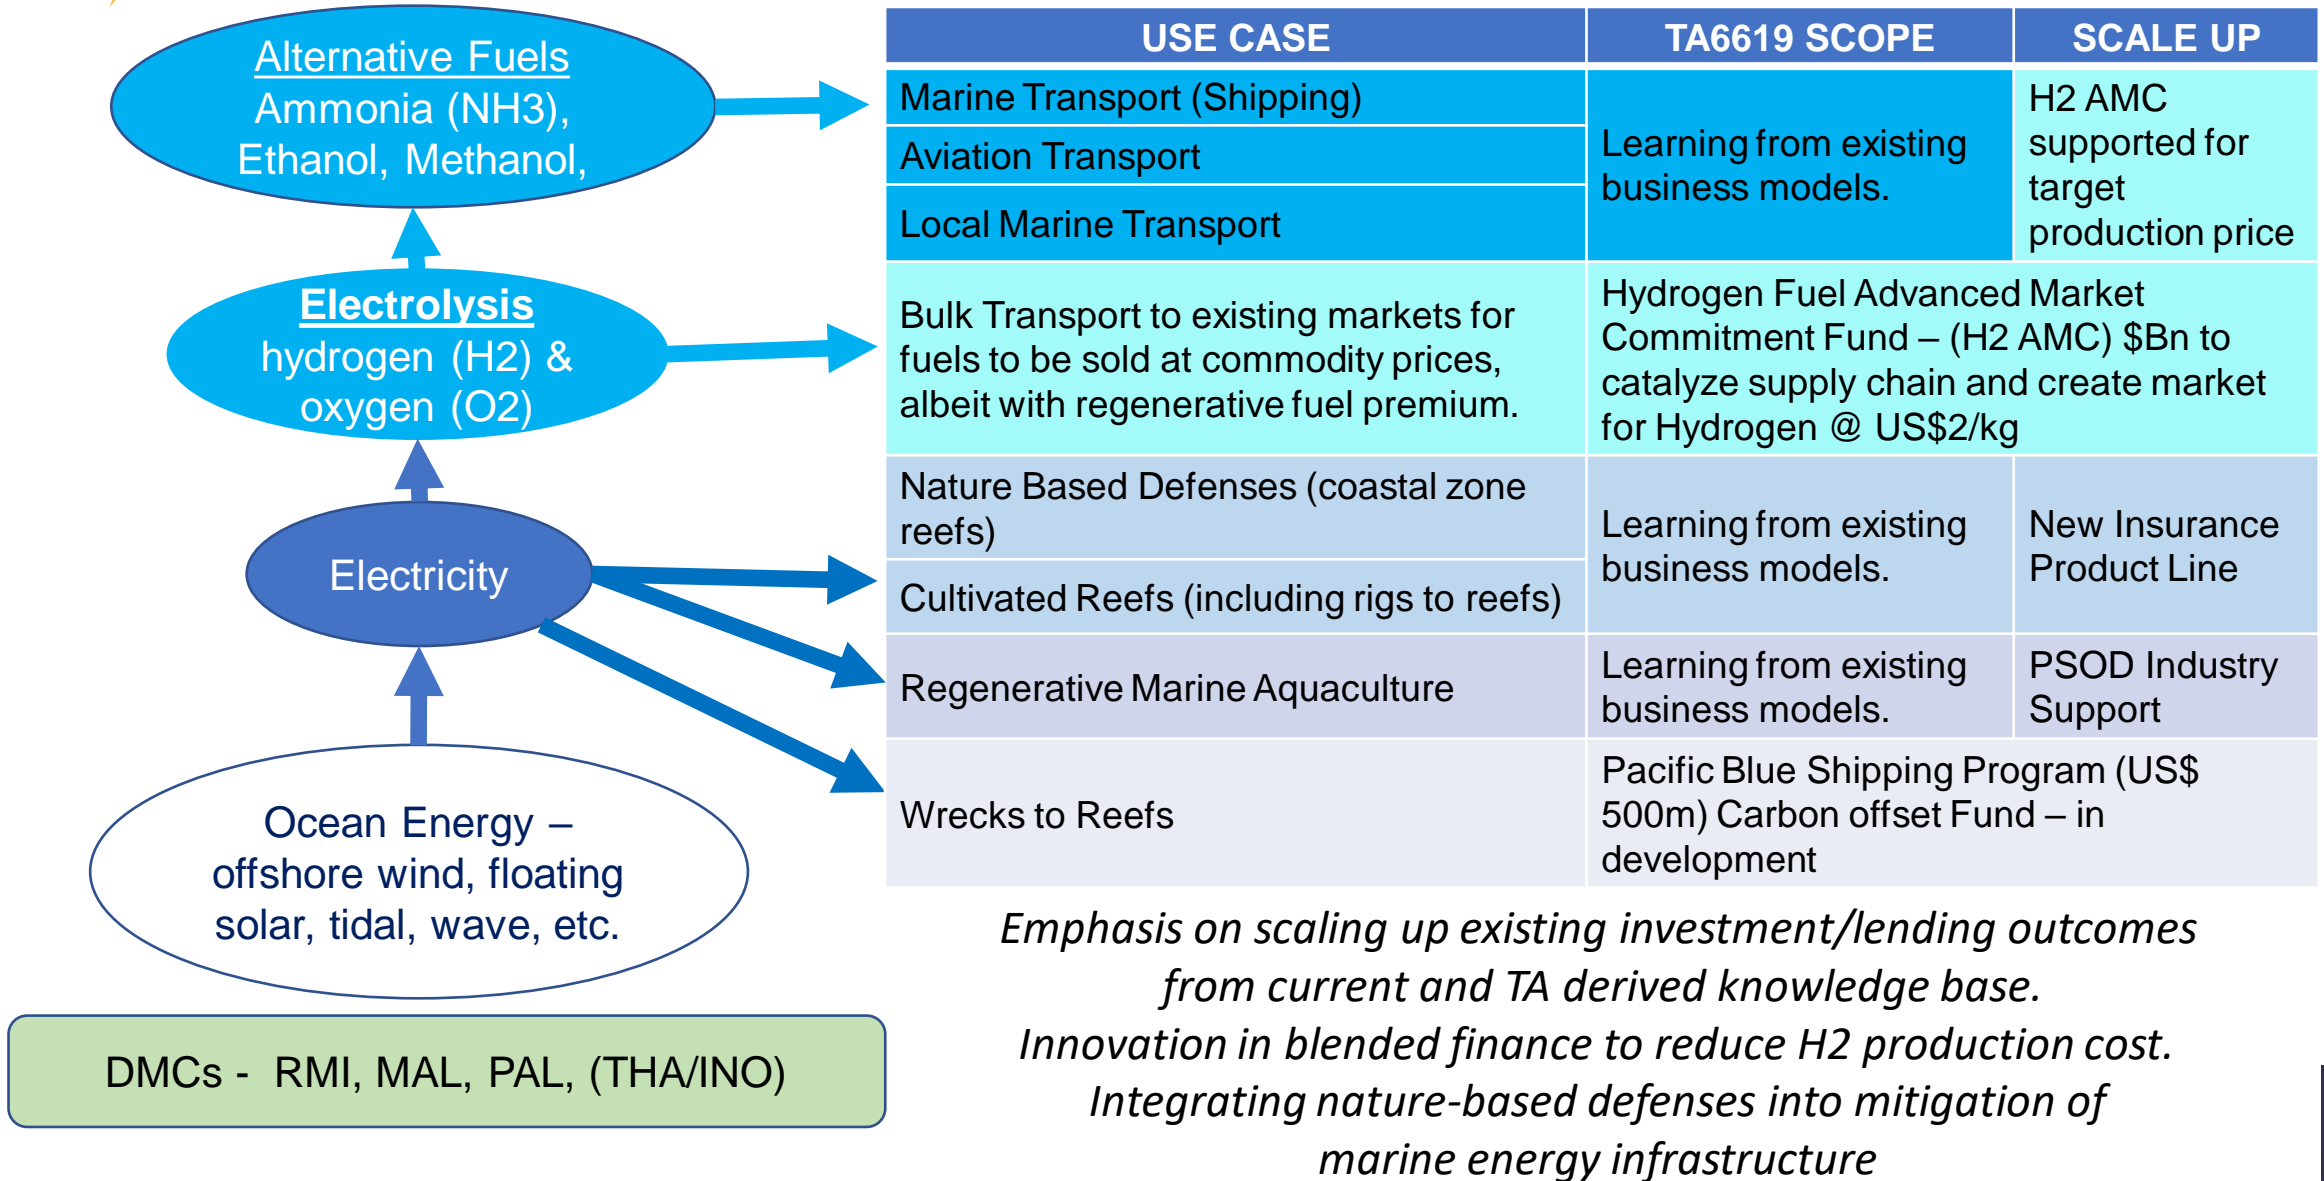 Alternative Fuels
Ammonia (NH3),
Ethanol, Methanol,
Electrolysis
hydrogen (H2) &
oxygen (O2)
Electricity
Ocean Energy –
offshore wind, floating
solar, tidal, wave, etc.
DMCs -  RMI, MAL, PAL, (THA/INO)
USE CASE
TA6619 SCOPE
SCALE UP
Marine Transport (Shipping)
Aviation Transport
Local Marine Transport
Learning from existing
business models.
H2 AMC
supported for
target
production price
Bulk Transport to existing markets for
fuels to be sold at commodity prices,
albeit with regenerative fuel premium.
Hydrogen Fuel Advanced Market
Commitment Fund – (H2 AMC) $Bn to
catalyze supply chain and create market
for Hydrogen @ US$2/kg
Nature Based Defenses (coastal zone
reefs)
Cultivated Reefs (including rigs to reefs)
Learning from existing
business models.
New Insurance
Product Line
Regenerative Marine Aquaculture
Learning from existing
business models.
PSOD Industry
Support
Wrecks to Reefs
Pacific Blue Shipping Program (US$
500m) Carbon offset Fund – in
development
Emphasis on scaling up existing investment/lending outcomes
from current and TA derived knowledge base.
Innovation in blended finance to reduce H2 production cost.
Integrating nature-based defenses into mitigation of
marine energy infrastructure